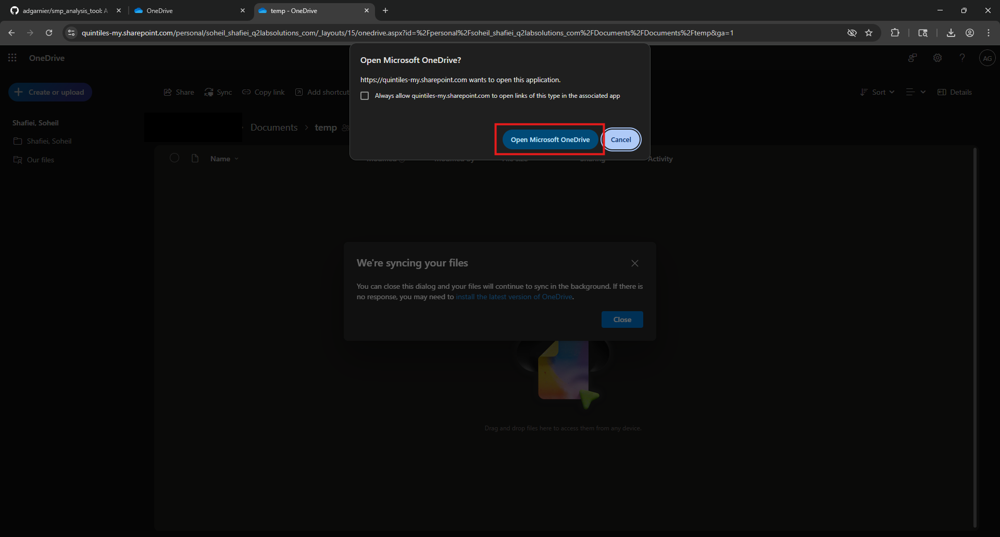 adgarnier/smp_analysis_tool: A
OneDrive
temp - OneDrive
quintiles-my.sharepoint.com/personal/soheil_shafiei_q2labsolutions_com/_layouts/15/onedrive.aspx?id=%2Fpersonal%2Fsoheil_shafiei_q2labsolutions_com%2FDocuments%2FDocuments%2Ftemp&ga=1
OneDrive
AG
Create or upload
Share
Sync
Copy link
Add shortcut
Sort
Details
Open Microsoft OneDrive?
https://quintiles-my.sharepoint.com wants to open this application.
Always allow quintiles-my.sharepoint.com to open links of this type in the associated app
Open Microsoft OneDrive
Cancel
Shafiei, Soheil
Shafiei, Soheil
Our files
Documents > temp
Name
Modified
Modified By
File size
Sharing
Activity
We're syncing your files
You can close this dialog and your files will continue to sync in the background. If there is
no response, you may need to install the latest version of OneDrive.
Close
Drag and drop files here to access them from any device.